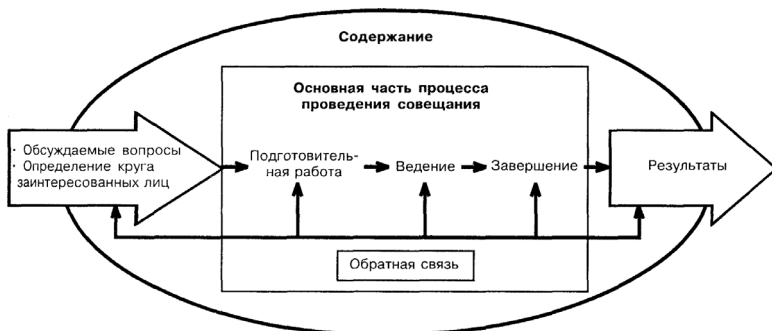 Содержание
Основная часть процесса
проведения совещания
· Обсуждаемые вопросы
· Определение круга
заинтересованных лиц
Подготовитель-
ная работа
Ведение
Завершение
Результаты
Обратная связь